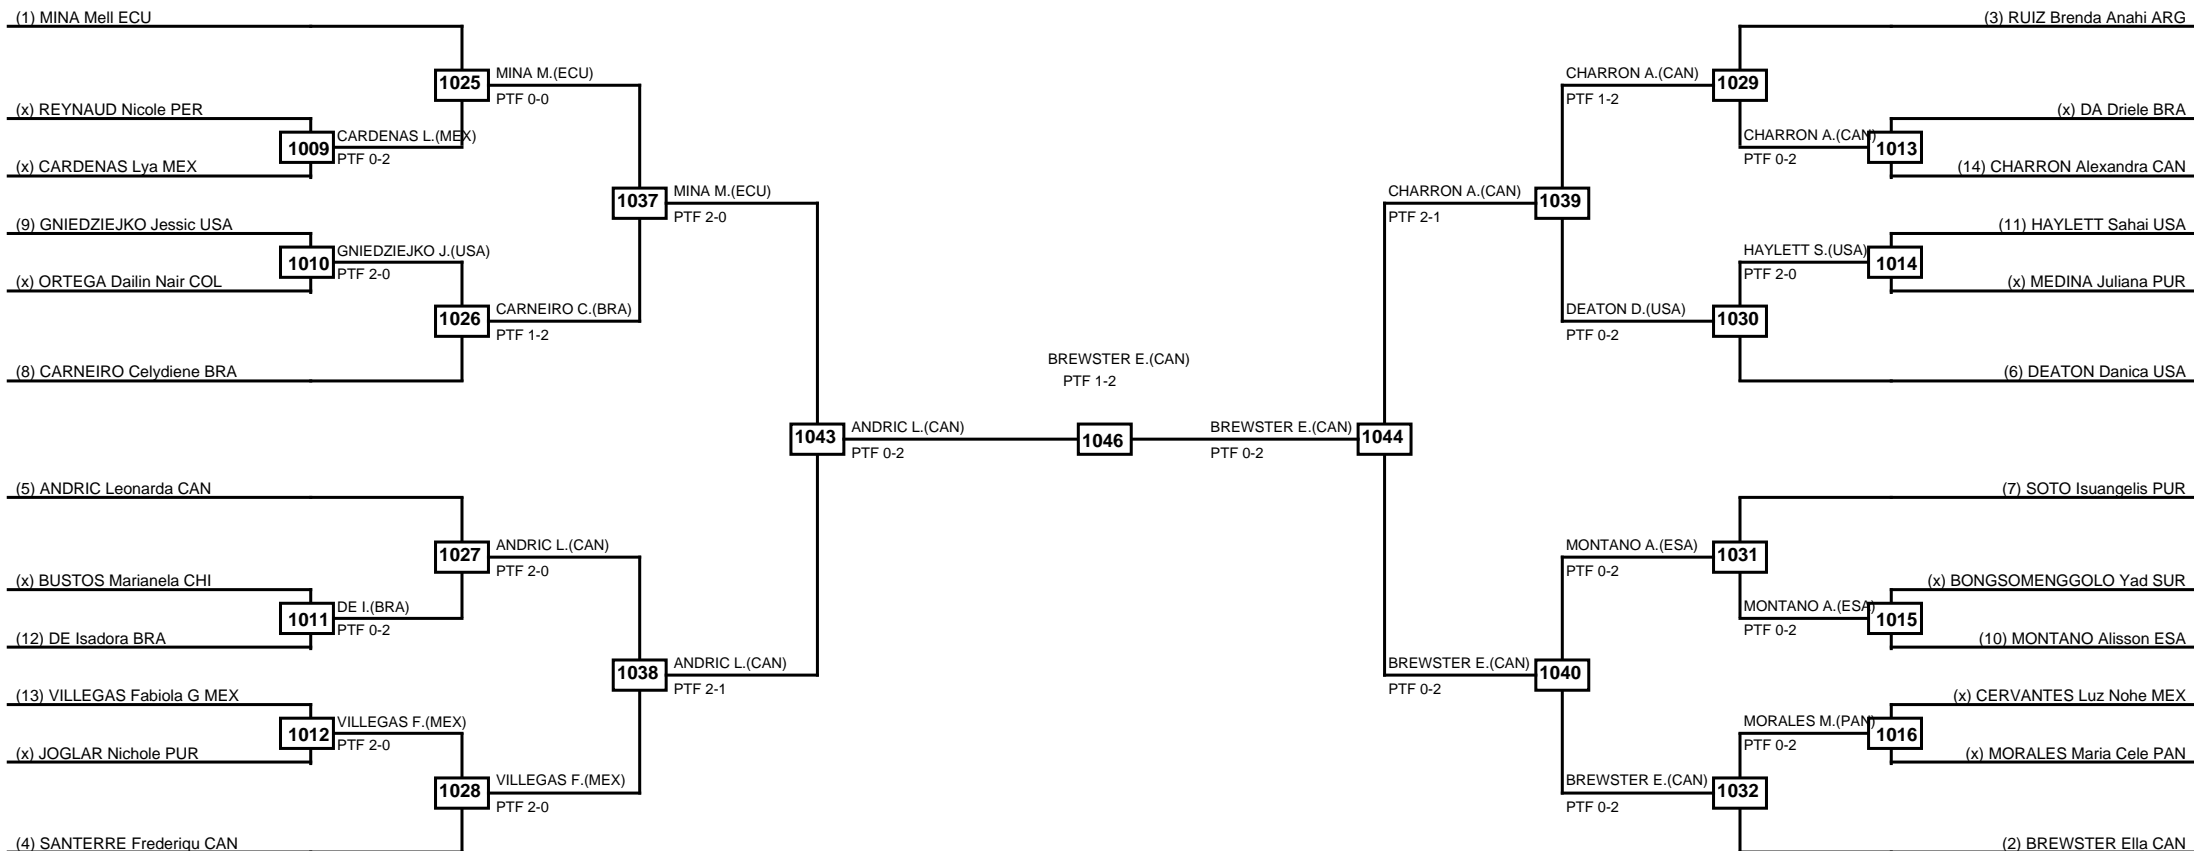 (1) MINA Mell ECU
(x) REYNAUD Nicole PER
(x) CARDENAS Lya MEX
(9) GNIEDZIEJKO Jessic USA
(x) ORTEGA Dailin Nair COL
(8) CARNEIRO Celydiene BRA
(5) ANDRIC Leonarda CAN
(x) BUSTOS Marianela CHI
(12) DE Isadora BRA
(13) VILLEGAS Fabiola G MEX
(x) JOGLAR Nichole PUR
(4) SANTERRE Frederiqu CAN
1009
CARDENAS L.(MEX)
PTF 0-2
1010
GNIEDZIEJKO J.(USA)
PTF 2-0
1011
DE I.(BRA)
PTF 0-2
1012
VILLEGAS F.(MEX)
PTF 2-0
1025
MINA M.(ECU)
PTF 0-0
1026
CARNEIRO C.(BRA)
PTF 1-2
1027
ANDRIC L.(CAN)
PTF 2-0
1028
VILLEGAS F.(MEX)
PTF 2-0
1037
MINA M.(ECU)
PTF 2-0
1038
ANDRIC L.(CAN)
PTF 2-1
1043
ANDRIC L.(CAN)
PTF 0-2
BREWSTER E.(CAN)
PTF 1-2
1046
BREWSTER E.(CAN)
PTF 0-2
1044
CHARRON A.(CAN)
PTF 2-1
1039
BREWSTER E.(CAN)
PTF 0-2
1040
CHARRON A.(CAN)
PTF 1-2
1029
DEATON D.(USA)
PTF 0-2
1030
MONTANO A.(ESA)
PTF 0-2
1031
BREWSTER E.(CAN)
PTF 0-2
1032
CHARRON A.(CAN)
PTF 0-2
1013
HAYLETT S.(USA)
PTF 2-0
1014
MONTANO A.(ESA)
PTF 0-2
1015
MORALES M.(PAN)
PTF 0-2
1016
(3) RUIZ Brenda Anahi ARG
(x) DA Driele BRA
(14) CHARRON Alexandra CAN
(11) HAYLETT Sahai USA
(x) MEDINA Juliana PUR
(6) DEATON Danica USA
(7) SOTO Isuangelis PUR
(x) BONGSOMENGGOLO Yad SUR
(10) MONTANO Alisson ESA
(x) CERVANTES Luz Nohe MEX
(x) MORALES Maria Cele PAN
(2) BREWSTER Ella CAN